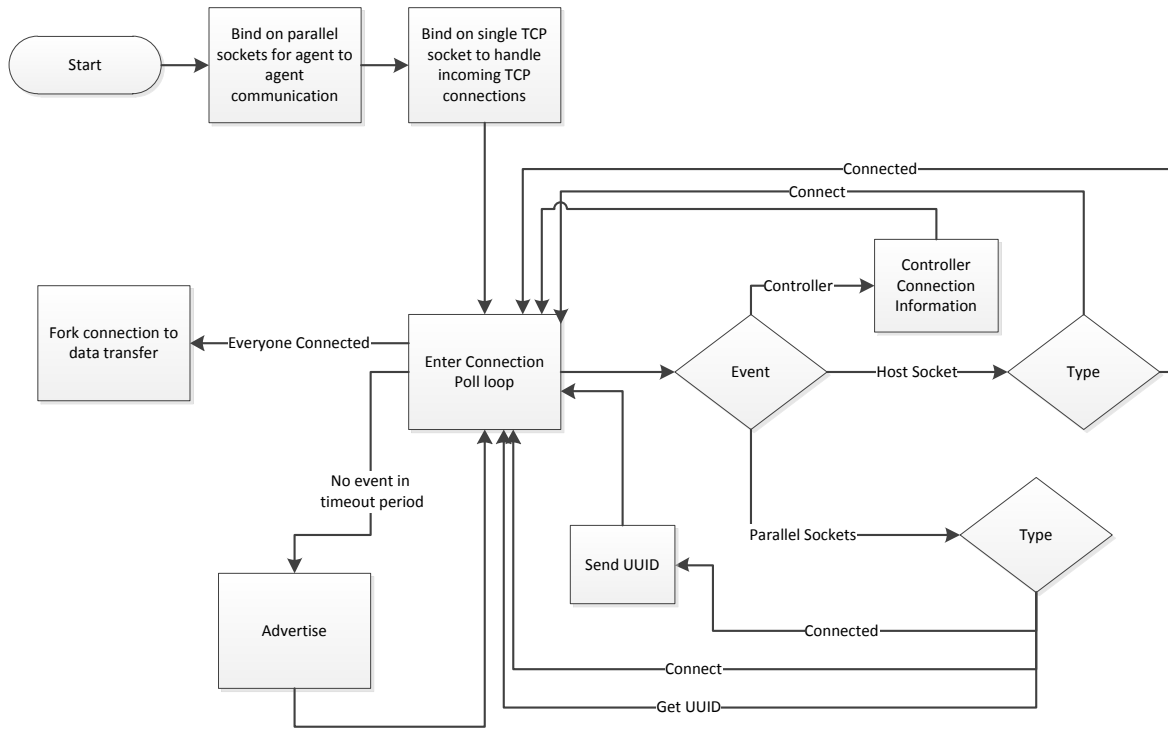 Start
Bind on parallel
sockets for agent to
agent
communication
Bind on single TCP
socket to handle
incoming TCP
connections
Connected
Connect
Controller
Controller
Connection
Information
Fork connection to
data transfer
Everyone Connected
Enter Connection
Poll loop
Event
Host Socket
Type
No event in
timeout period
Parallel Sockets
Type
Send UUID
Advertise
Connected
Connect
Get UUID